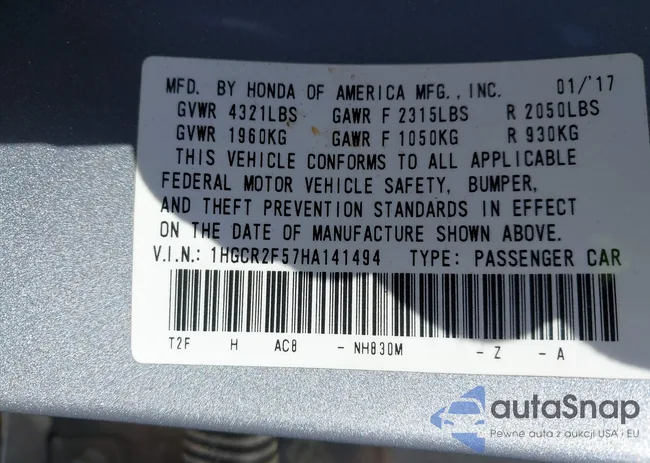 MFD. BY HONDA OF AMERICA MFG., INC. 01/'17
GVWR 4321LBS GAWR F 2315LBS R 2050LBS
GVWR 1960KG GAWR F 1050KG R 930KG
THIS VEHICLE CONFORMS TO ALL APPLICABLE
FEDERAL MOTOR VEHICLE SAFETY, BUMPER,
AND THEFT PREVENTION STANDARDS IN EFFECT
ON THE DATE OF MANUFACTURE SHOWN ABOVE.
V.I.N.: 1HGCR2F57HA141494 TYPE: PASSENGER CAR
T2F H AC8 - NH830M - Z - A
autaSnap
Pewne auta z aukcji USA i EU